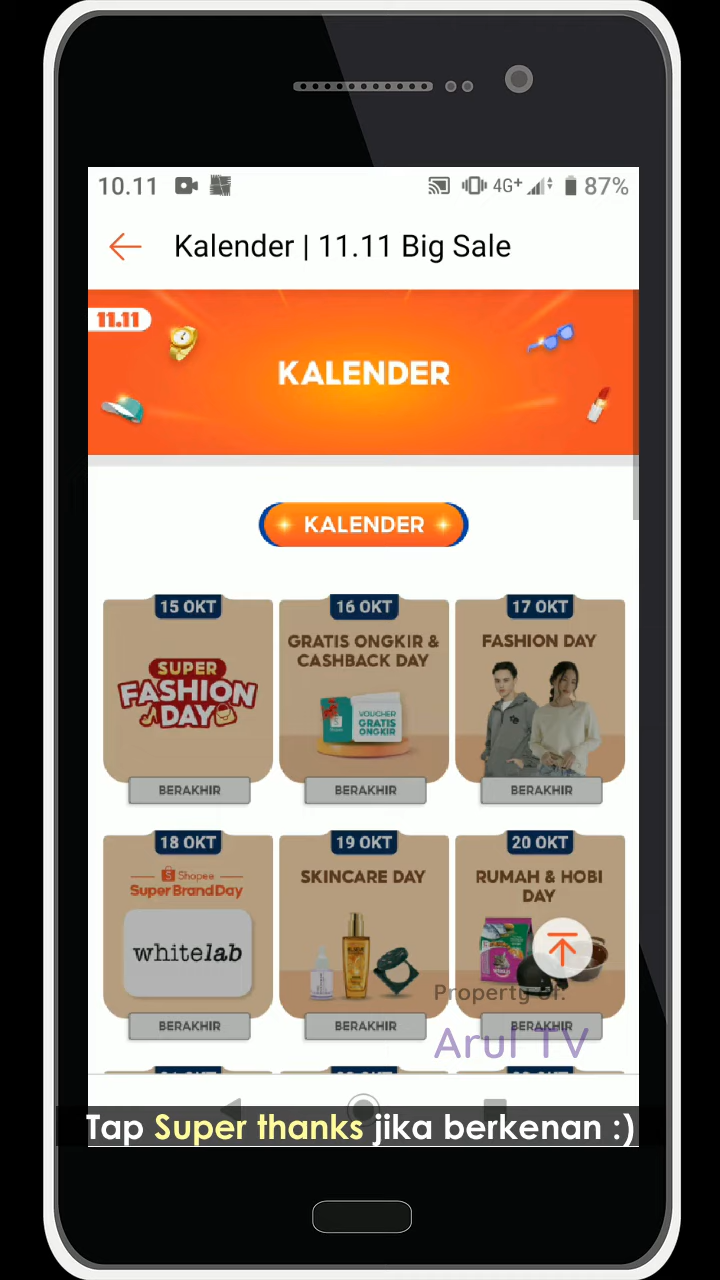 10.11
4G+
87%
Kalender | 11.11 Big Sale
11.11
KALENDER
KALENDER
15 OKT
SUPER
FASHION
DAY
BERAKHIR
16 OKT
GRATIS ONGKIR &
CASHBACK DAY
VOUCHER
GRATIS
ONGKIR
BERAKHIR
17 OKT
FASHION DAY
BERAKHIR
18 OKT
Shopee
Super Brand Day
whitelab
BERAKHIR
19 OKT
SKINCARE DAY
BERAKHIR
20 OKT
RUMAH & HOBI
DAY
BERAKHIR
Property of:
Arul TV
Tap Super thanks jika berkenan :)